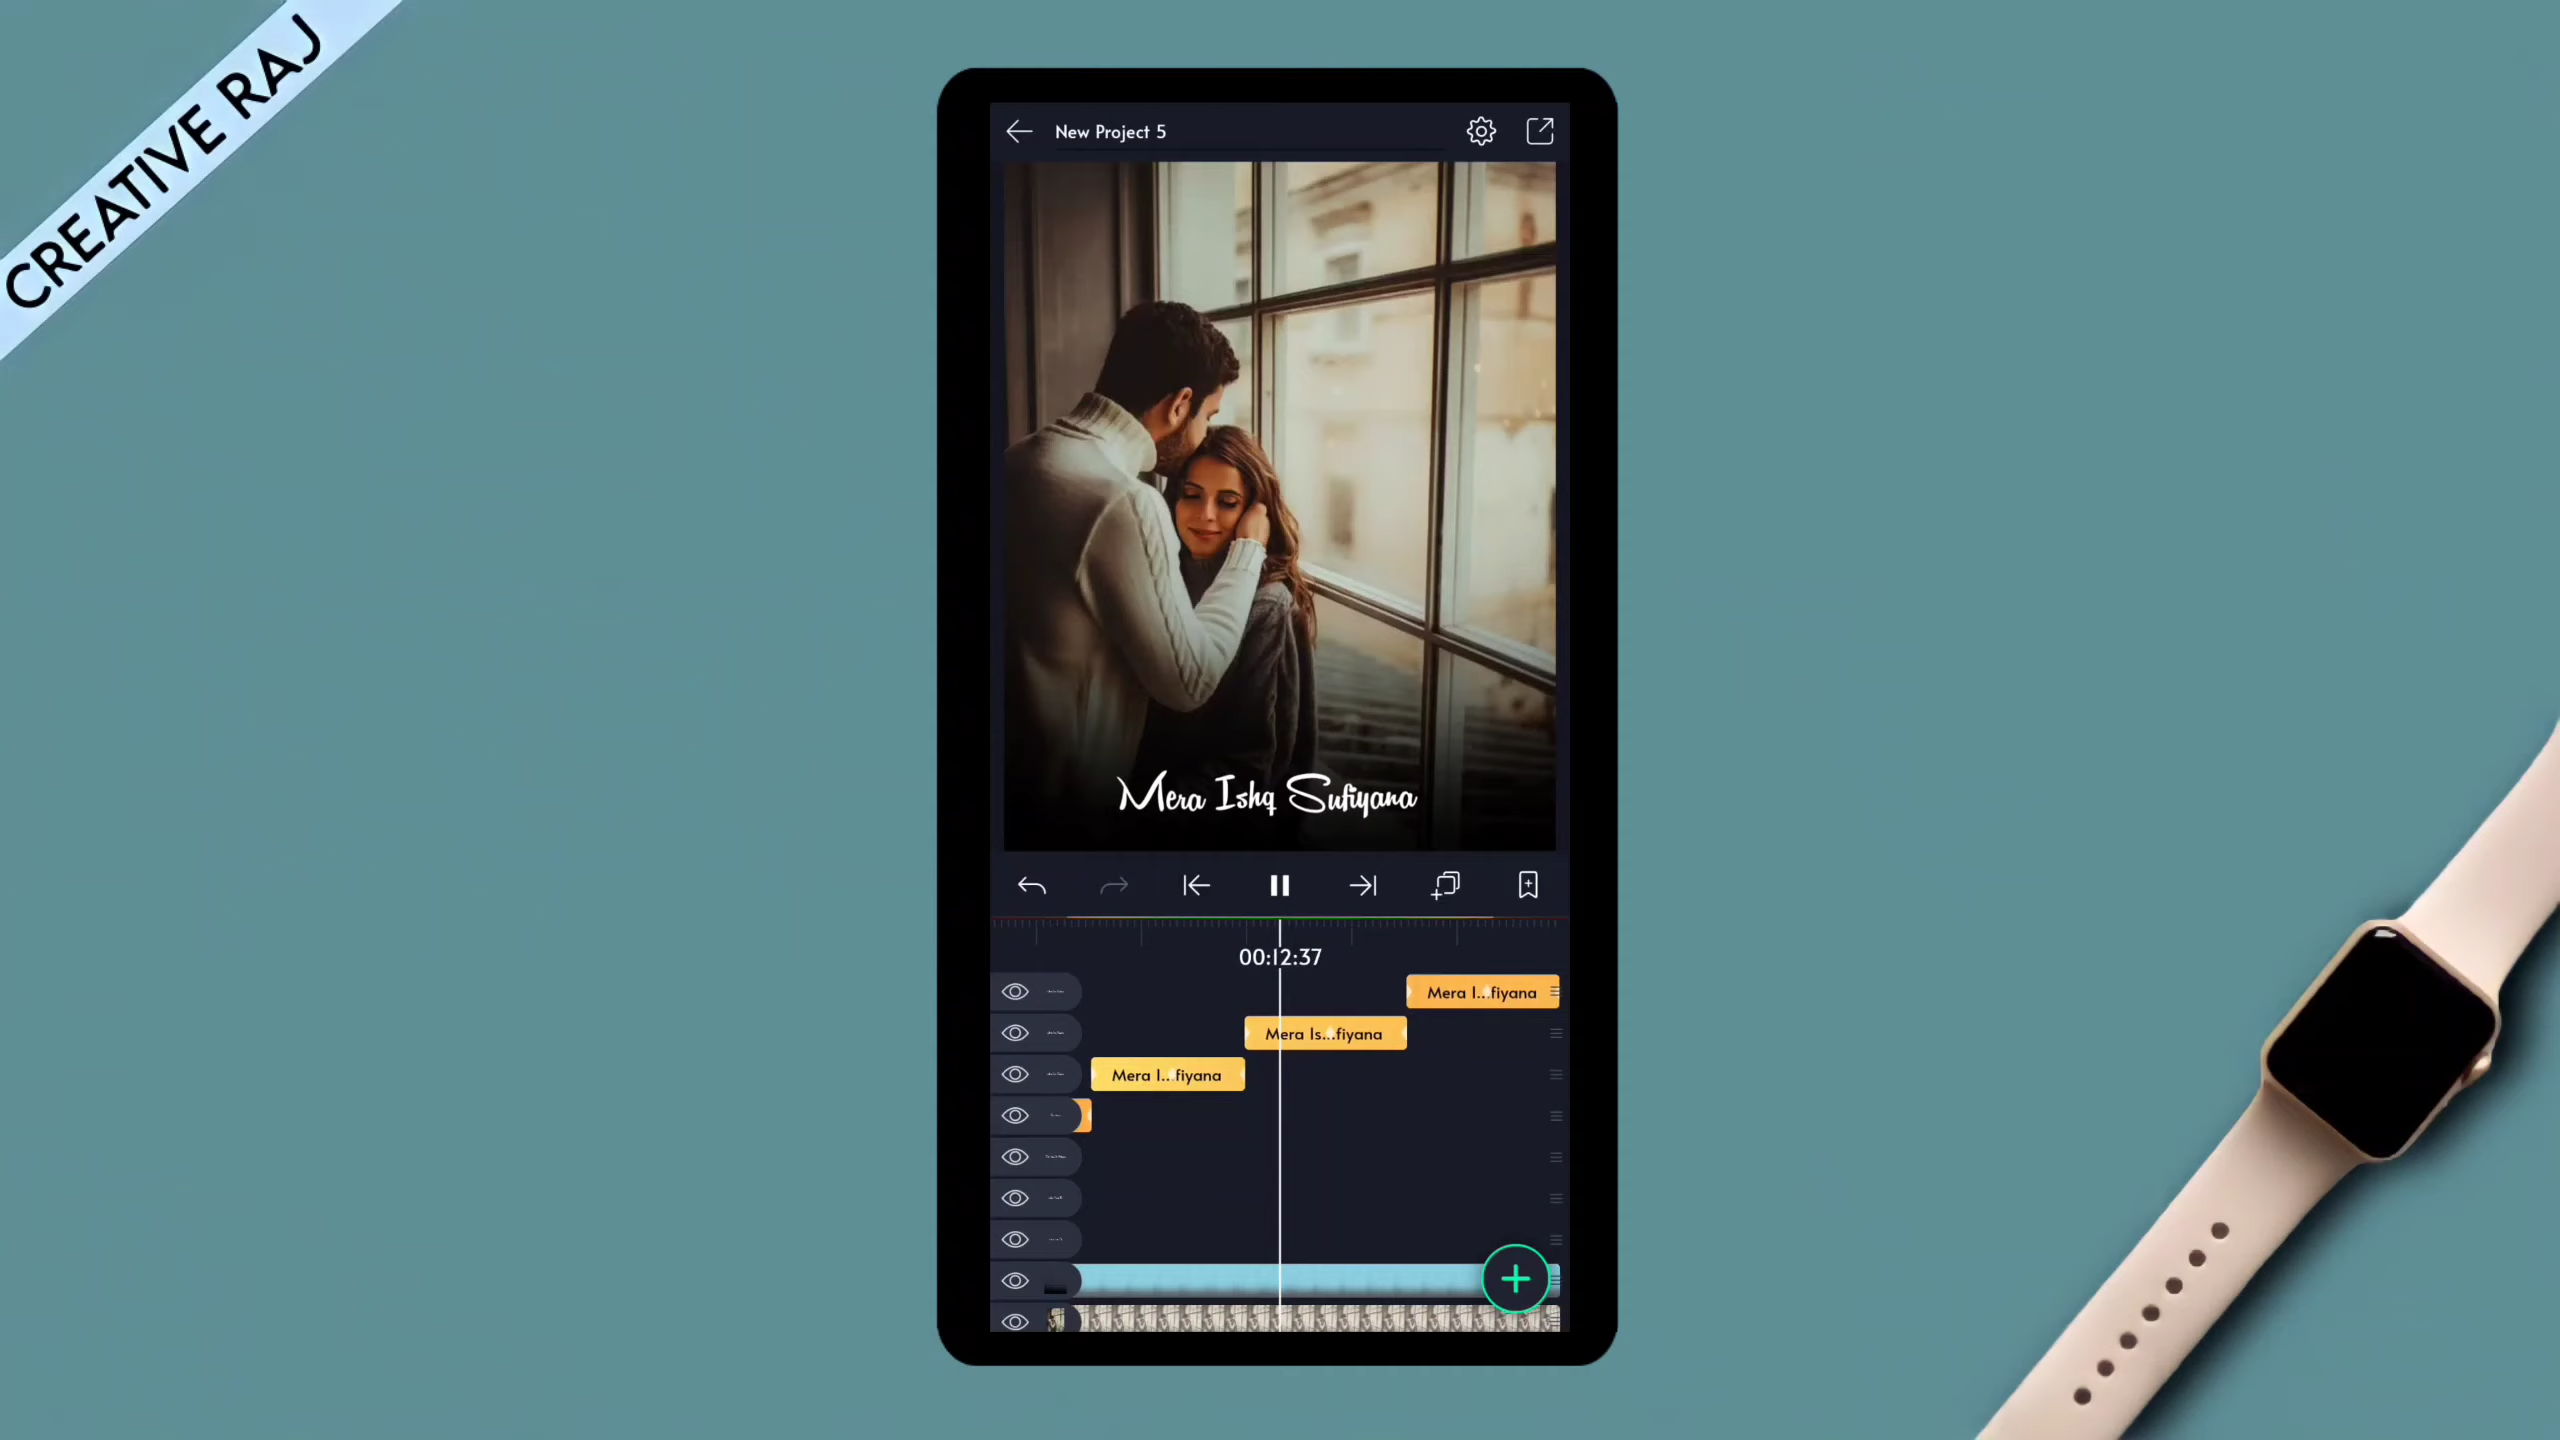 CREATIVE RAJ
New Project 5
Mera Ishq Sufiyana
00:12:37
Mera I...fiyana
Mera Is...fiyana
Mera I...fiyana